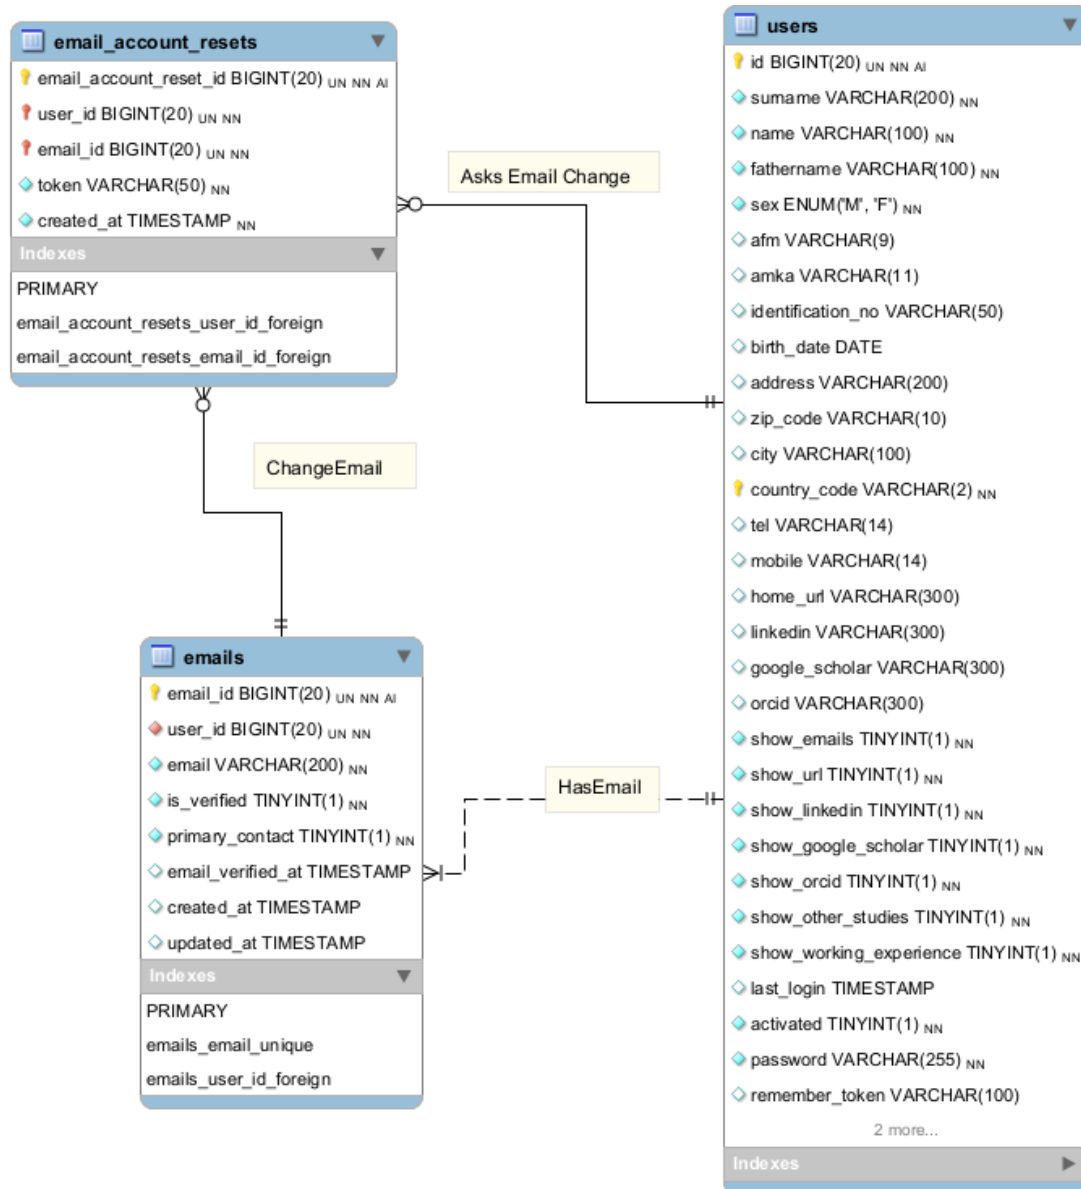 email_account_resets
email_account_reset_id BIGINT(20) UN NN AI
user_id BIGINT(20) UN NN
email_id BIGINT(20) UN NN
token VARCHAR(50) NN
created_at TIMESTAMP NN
Indexes
PRIMARY
email_account_resets_user_id_foreign
email_account_resets_email_id_foreign
Asks Email Change
ChangeEmail
emails
email_id BIGINT(20) UN NN AI
user_id BIGINT(20) UN NN
email VARCHAR(200) NN
is_verified TINYINT(1) NN
primary_contact TINYINT(1) NN
email_verified_at TIMESTAMP
created_at TIMESTAMP
updated_at TIMESTAMP
Indexes
PRIMARY
emails_email_unique
emails_user_id_foreign
HasEmail
users
id BIGINT(20) UN NN AI
surname VARCHAR(200) NN
name VARCHAR(100) NN
fathername VARCHAR(100) NN
sex ENUM('M', 'F') NN
afm VARCHAR(9)
amka VARCHAR(11)
identification_no VARCHAR(50)
birth_date DATE
address VARCHAR(200)
zip_code VARCHAR(10)
city VARCHAR(100)
country_code VARCHAR(2) NN
tel VARCHAR(14)
mobile VARCHAR(14)
home_url VARCHAR(300)
linkedin VARCHAR(300)
google_scholar VARCHAR(300)
orcid VARCHAR(300)
show_emails TINYINT(1) NN
show_url TINYINT(1) NN
show_linkedin TINYINT(1) NN
show_google_scholar TINYINT(1) NN
show_orcid TINYINT(1) NN
show_other_studies TINYINT(1) NN
show_working_experience TINYINT(1) NN
last_login TIMESTAMP
activated TINYINT(1) NN
password VARCHAR(255) NN
remember_token VARCHAR(100)
2 more...
Indexes